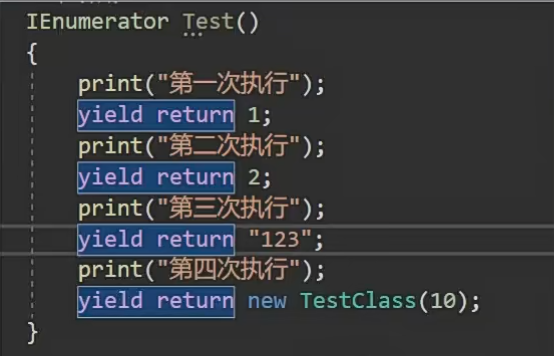 IEnumerator Test()
{
print("第一次执行");
yield return 1;
print("第二次执行");
yield return 2;
print("第三次执行");
yield return "123";
print("第四次执行");
yield return new TestClass(10);
}